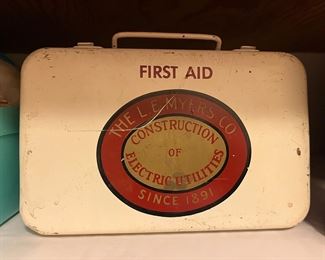 FIRST AID
THE L.E. MYERS CO.
CONSTRUCTION
OF
ELECTRIC UTILITIES
SINCE 1891